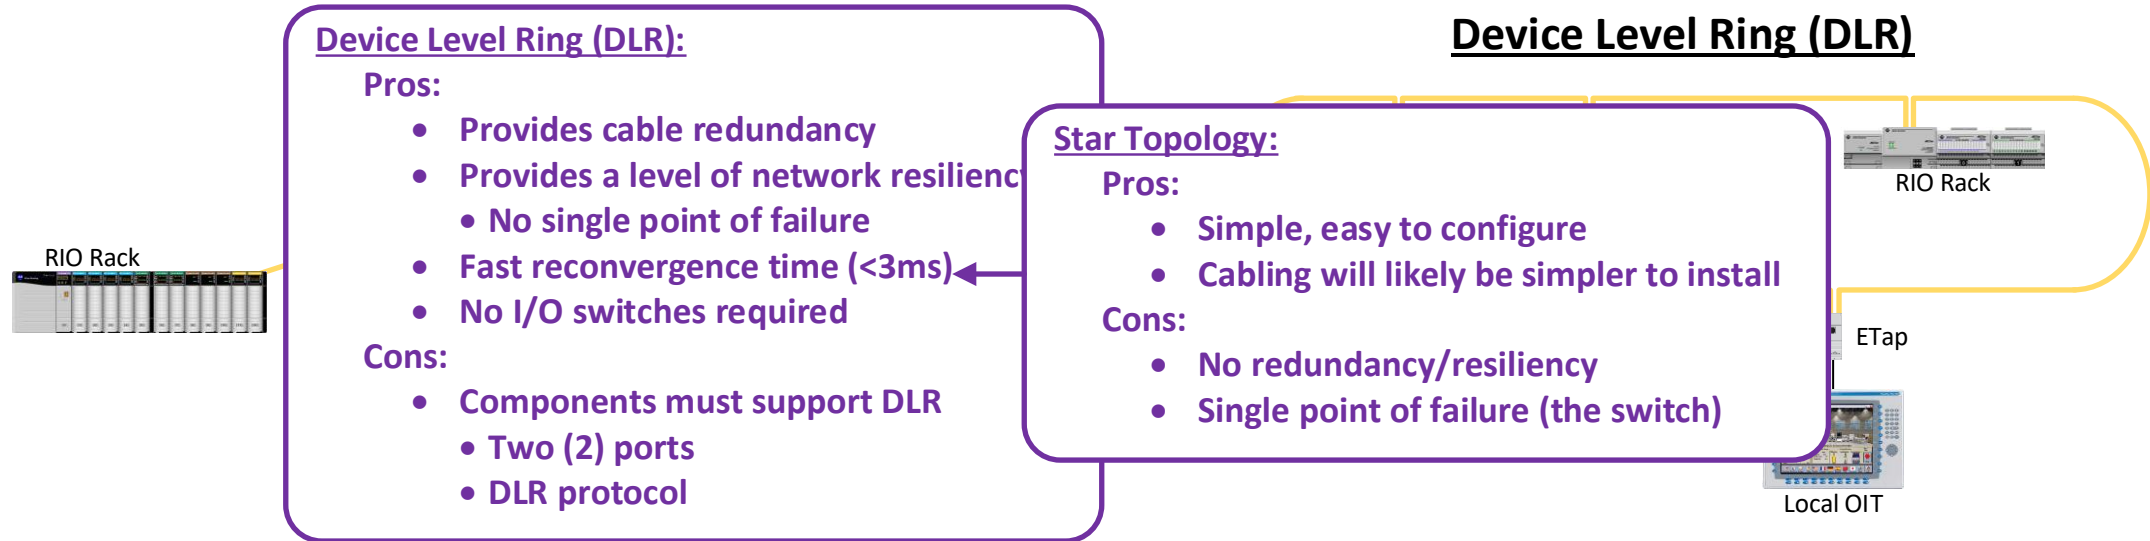 Device Level Ring (DLR):
Pros:
• Provides cable redundancy
• Provides a level of network resiliency
• No single point of failure
• Fast reconvergence time (<3ms)
• No I/O switches required
Cons:
• Components must support DLR
• Two (2) ports
• DLR protocol
Star Topology:
Pros:
• Simple, easy to configure
• Cabling will likely be simpler to install
Cons:
• No redundancy/resiliency
• Single point of failure (the switch)
Device Level Ring (DLR)
RIO Rack
RIO Rack
ETap
Local OIT